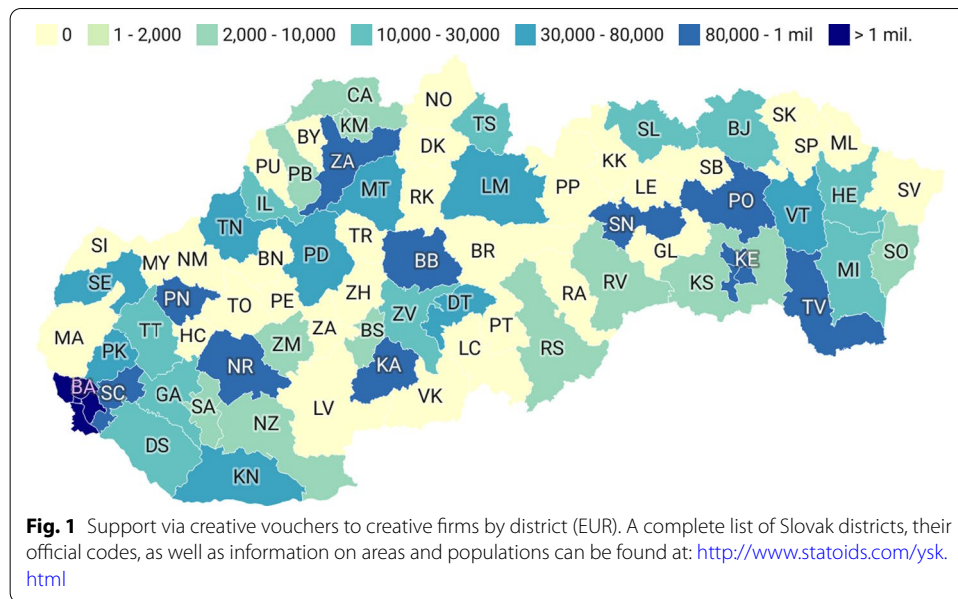 0 1 - 2,000 2,000 - 10,000 10,000 - 30,000 30,000 - 80,000 80,000 - 1 mil > 1 mil.
CA NO
KM TS
BY DK SL BJ SK
PU PB ZA KK SP ML
IL MT RK LM PP LE SB HE SV
TN PO VT
SI TR SN
MY NM BN PD BB BR GL KE SO
SE PN TO PE ZH RA RV KS MI
TT DT TV
MA HC ZA BS ZV PT
PK ZM LC RS
NR KA
BA SC GA SA VK
NZ LV
DS
KN
Fig. 1 Support via creative vouchers to creative firms by district (EUR). A complete list of Slovak districts, their
official codes, as well as information on areas and populations can be found at: http://www.statoids.com/ysk.
html